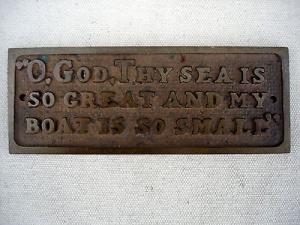 "O, GOD, THY SEA IS
SO GREAT AND MY
BOAT IS SO SMALL"